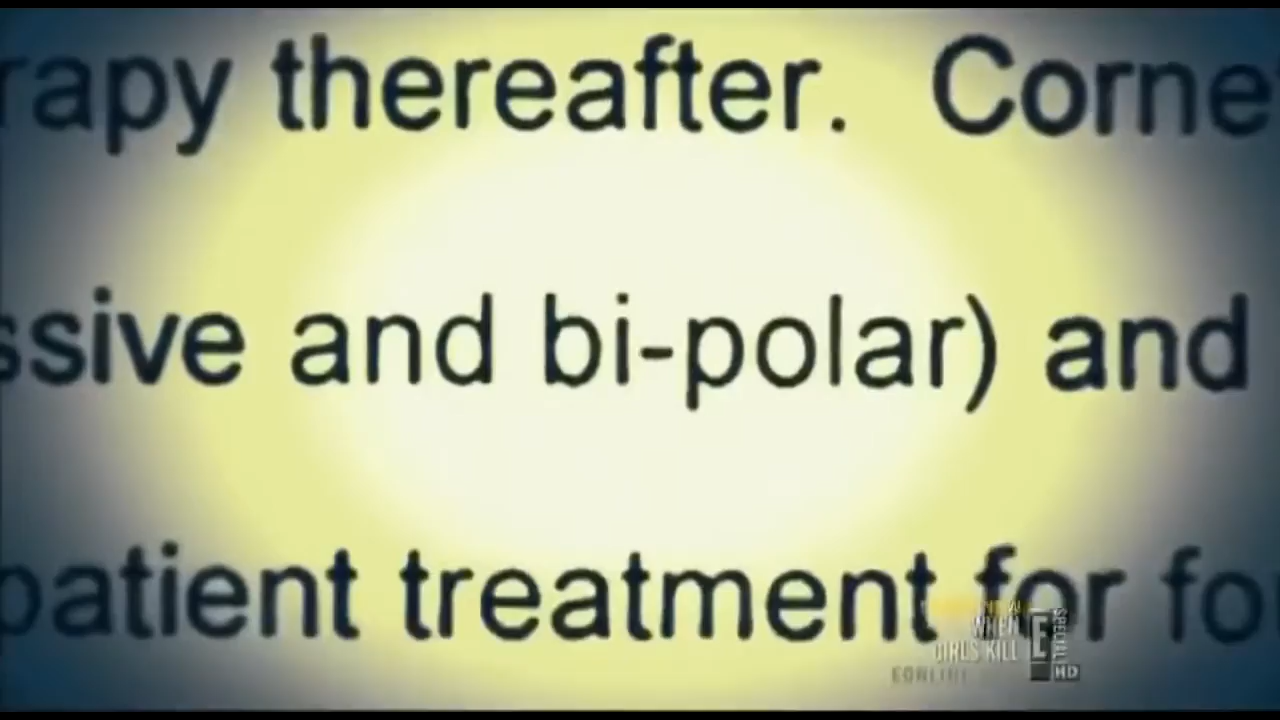 rapy thereafter. Corne
ssive and bi-polar) and
patient treatment for fo
WHEN
GIRLS KILL
E
SPECIAL
HD